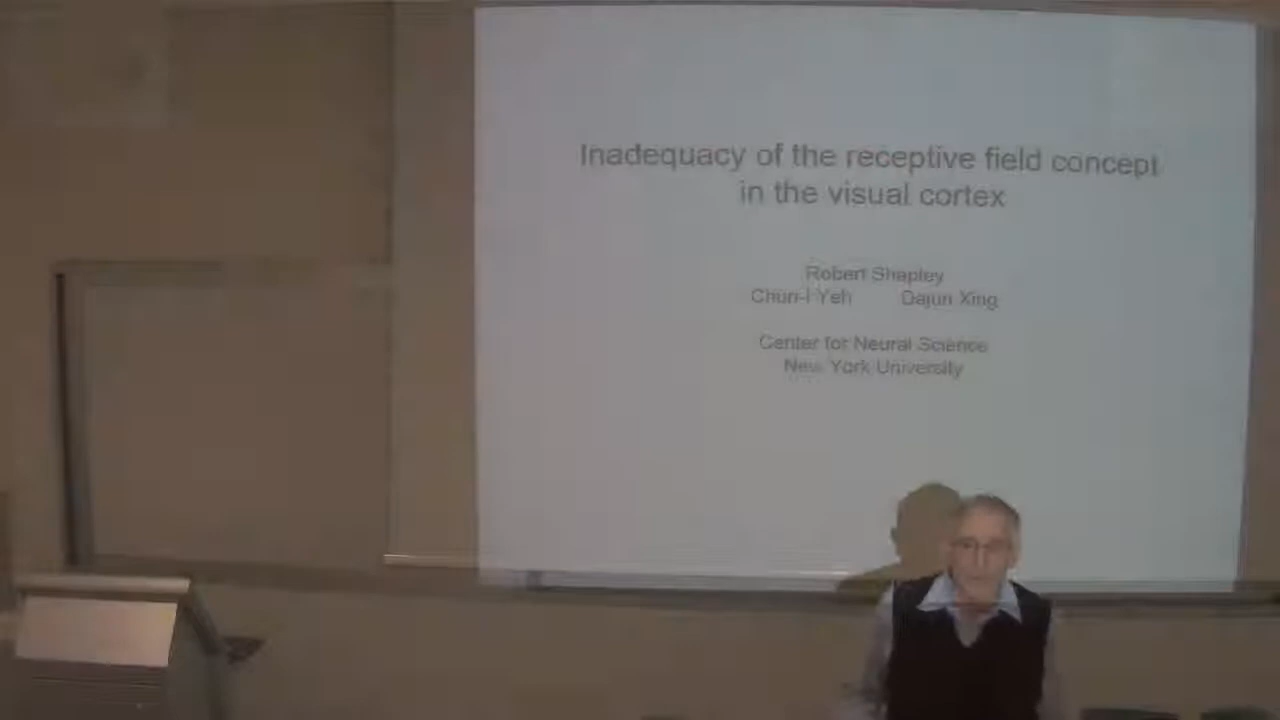 Inadequacy of the receptive field concept
in the visual cortex
Robert Shapley
Chun-I Yeh Dajun Xing
Center for Neural Science
New York University